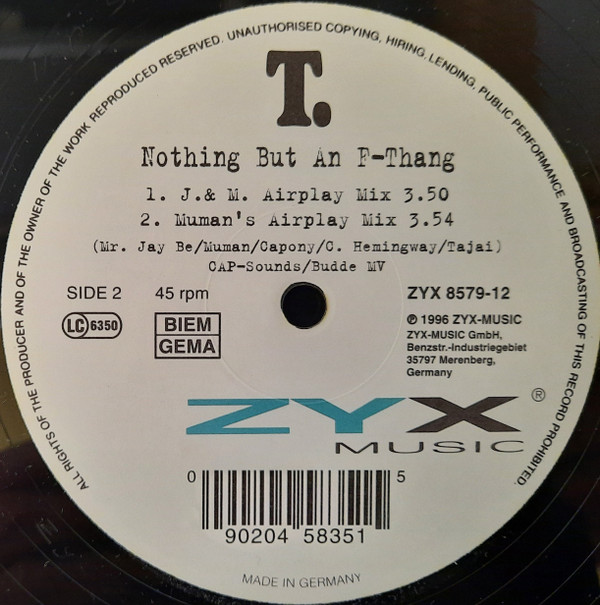 ALL RIGHTS OF THE PRODUCER AND OF THE OWNER OF THE WORK REPRODUCED RESERVED. UNAUTHORISED COPYING, HIRING, LENDING, PUBLIC PERFORMANCE AND BROADCASTING OF THIS RECORD PROHIBITED.
T.
Nothing But An F-Thang
1. J.& M. Airplay Mix 3.50
2. Muman's Airplay Mix 3.54
(Mr. Jay Be/Muman/Capony/C. Hemingway/Tajai)
CAP-Sounds/Budde MV
SIDE 2 45 rpm
LC 6350
BIEM
GEMA
ZYX 8579-12
℗ 1996 ZYX-MUSIC
ZYX-MUSIC GmbH,
Benzstr.-Industriegebiet
35797 Merenberg,
Germany
ZYX ®
MUSIC
0 90204 58351 5
MADE IN GERMANY